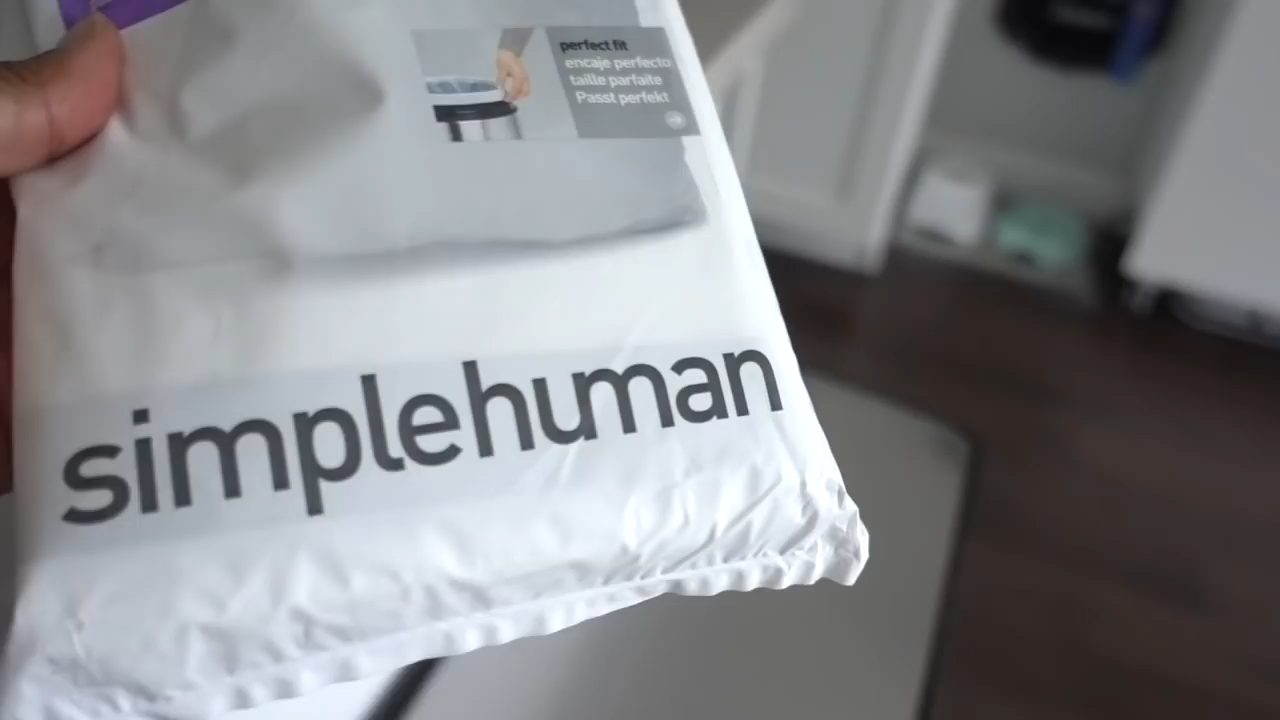 perfect fit
encaje perfecto
taille parfaite
Passt perfekt
simplehuman